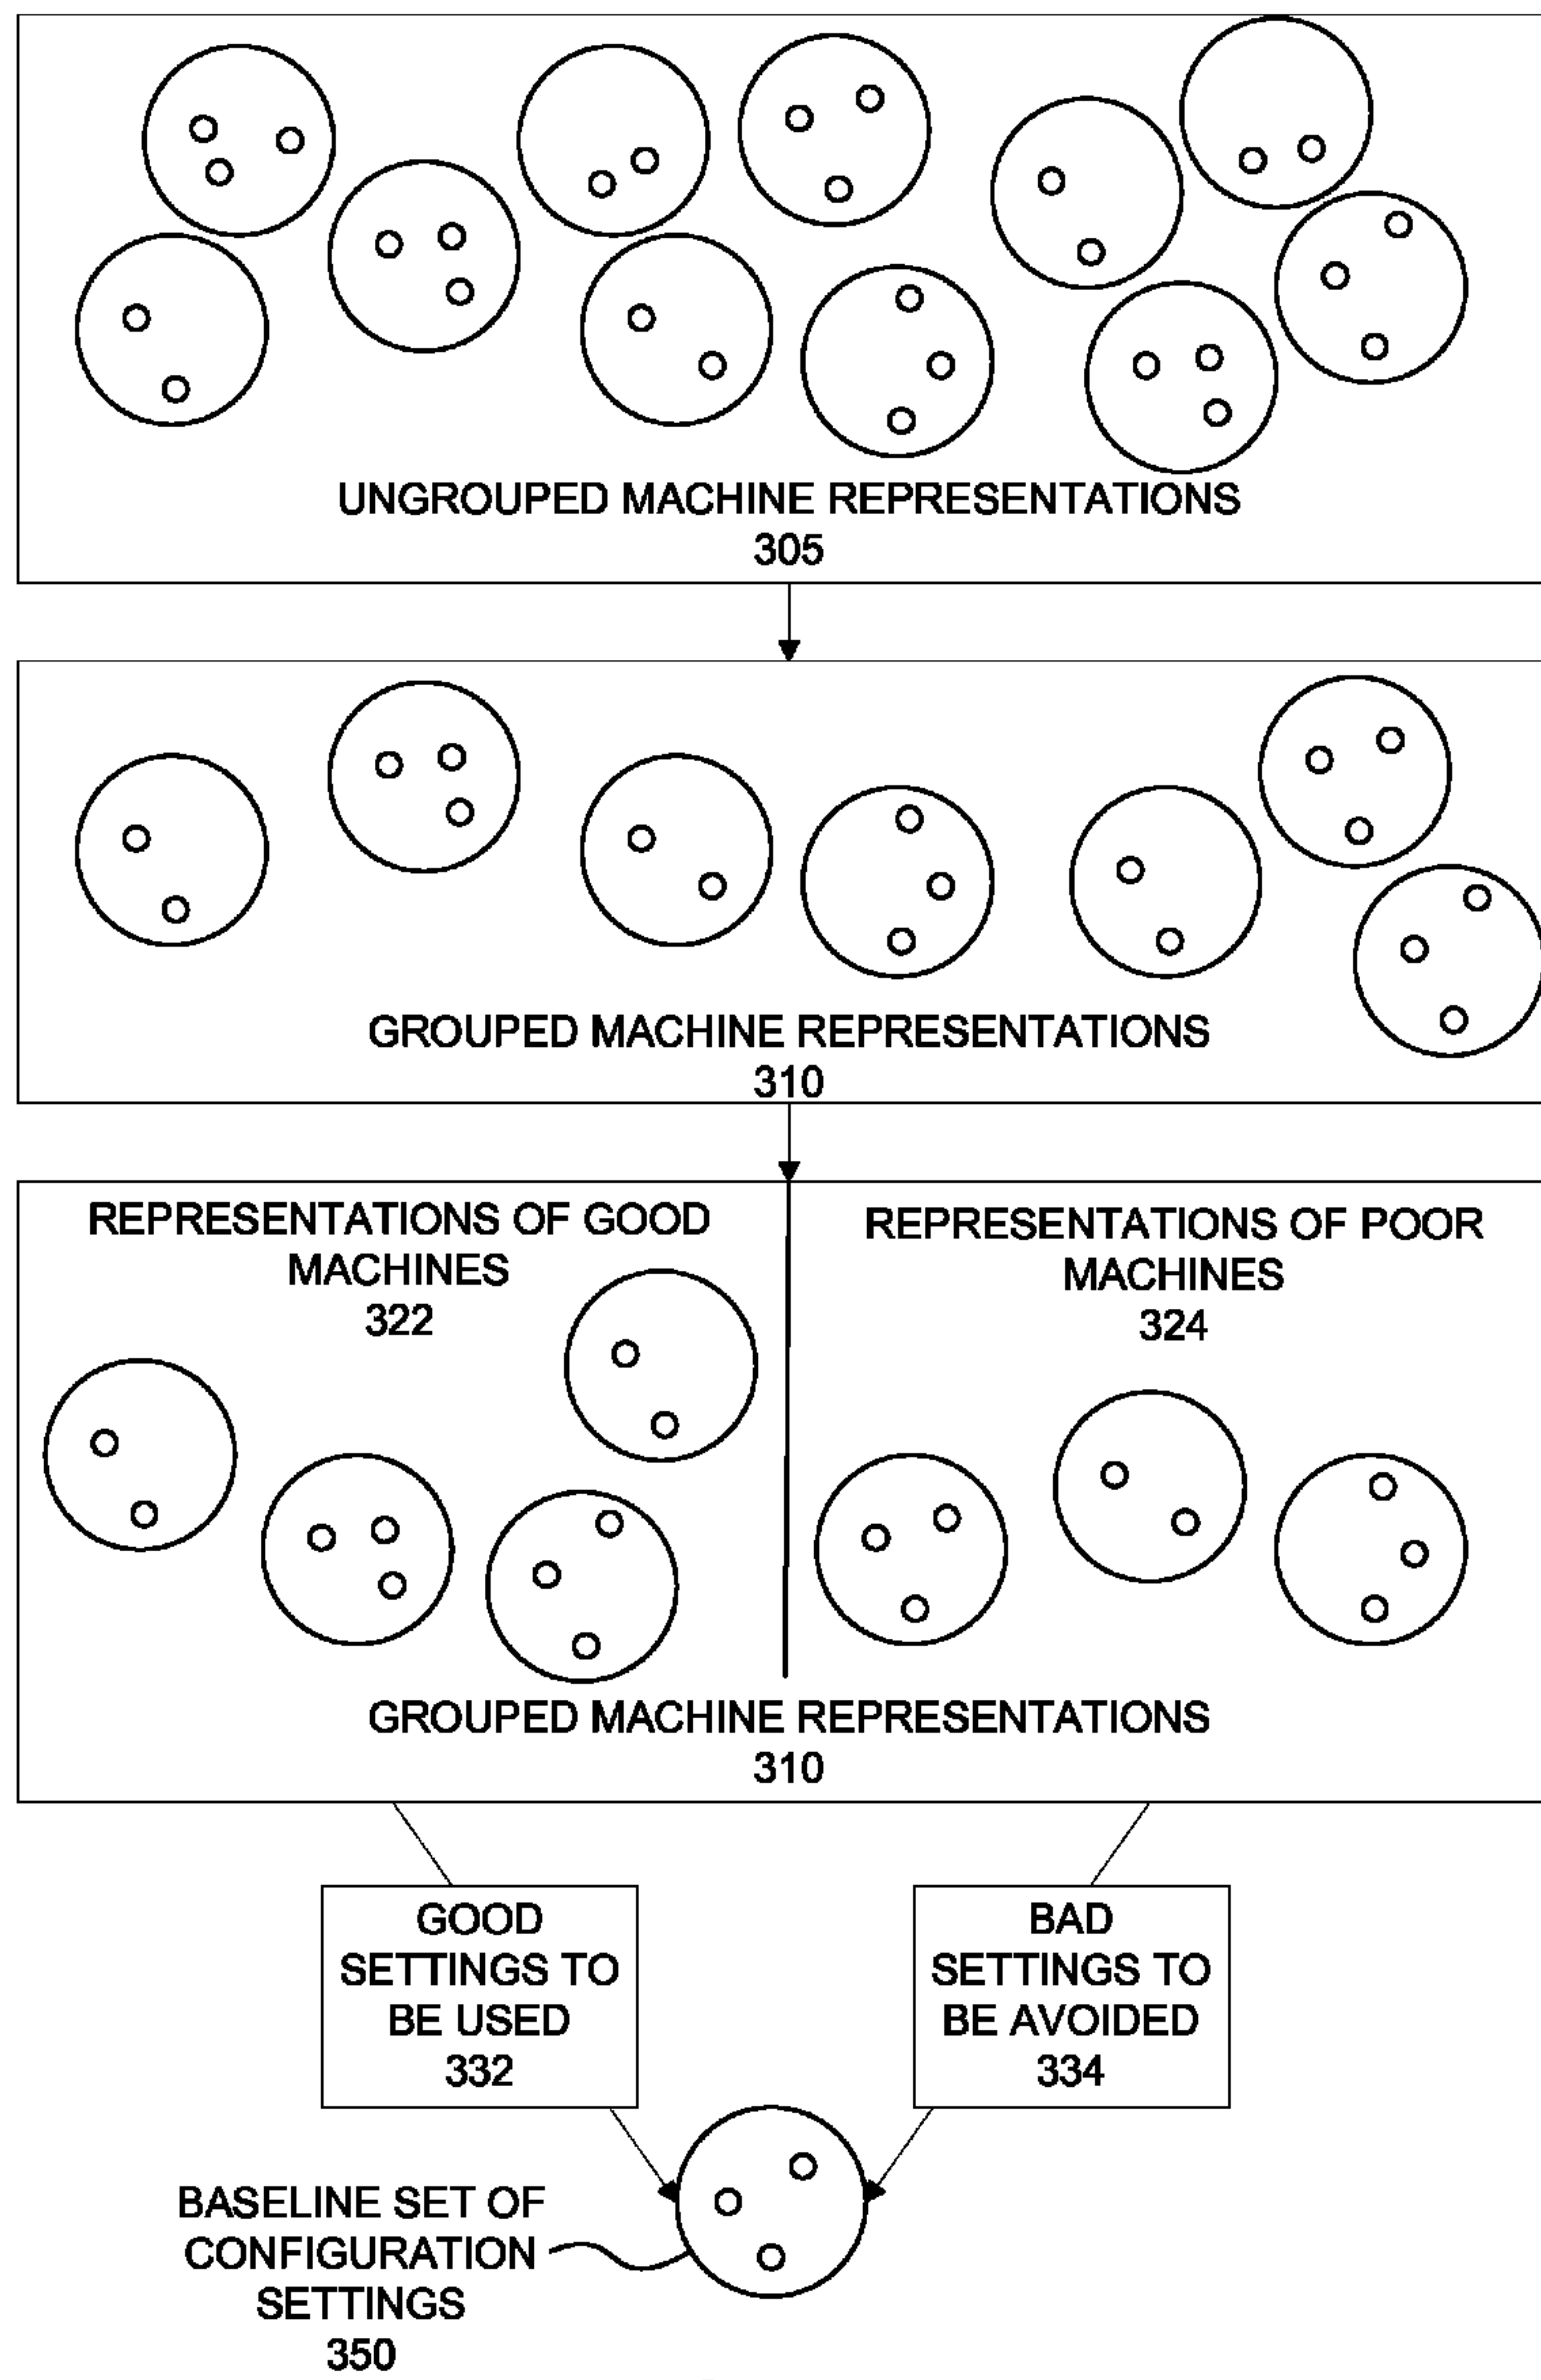 UNGROUPED MACHINE REPRESENTATIONS
305
GROUPED MACHINE REPRESENTATIONS
310
REPRESENTATIONS OF GOOD
MACHINES
322
REPRESENTATIONS OF POOR
MACHINES
324
GROUPED MACHINE REPRESENTATIONS
310
GOOD
SETTINGS TO
BE USED
332
BAD
SETTINGS TO
BE AVOIDED
334
BASELINE SET OF
CONFIGURATION
SETTINGS
350